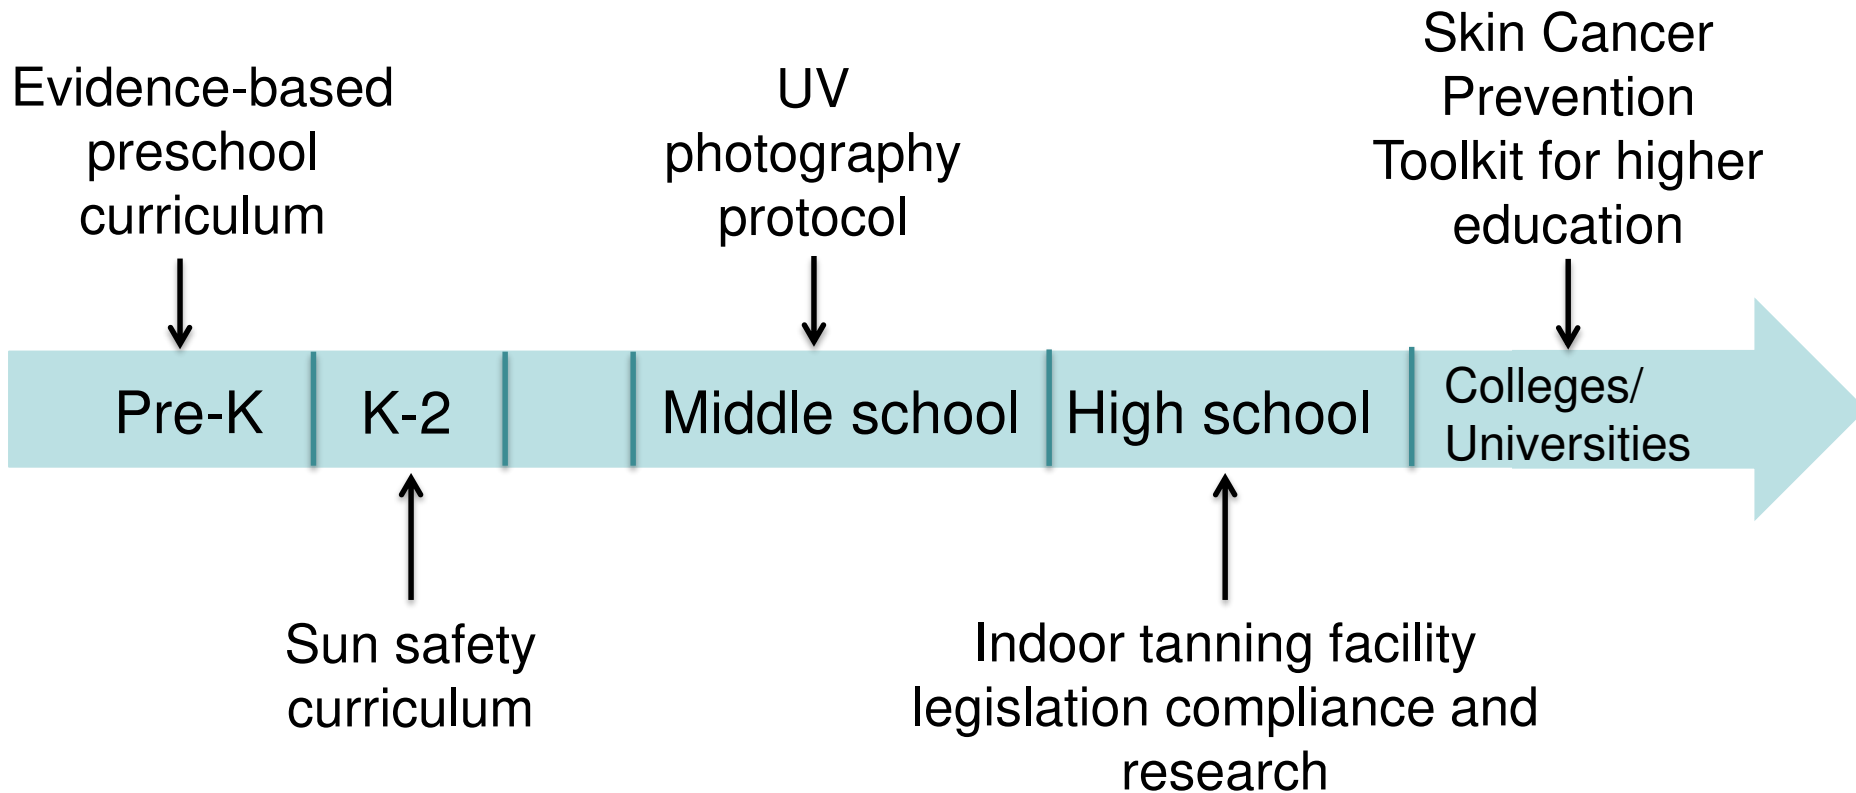 Evidence-based
preschool
curriculum
UV
photography
protocol
Skin Cancer
Prevention
Toolkit for higher
education
Pre-K
K-2
Middle school
High school
Colleges/
Universities
Sun safety
curriculum
Indoor tanning facility
legislation compliance and
research